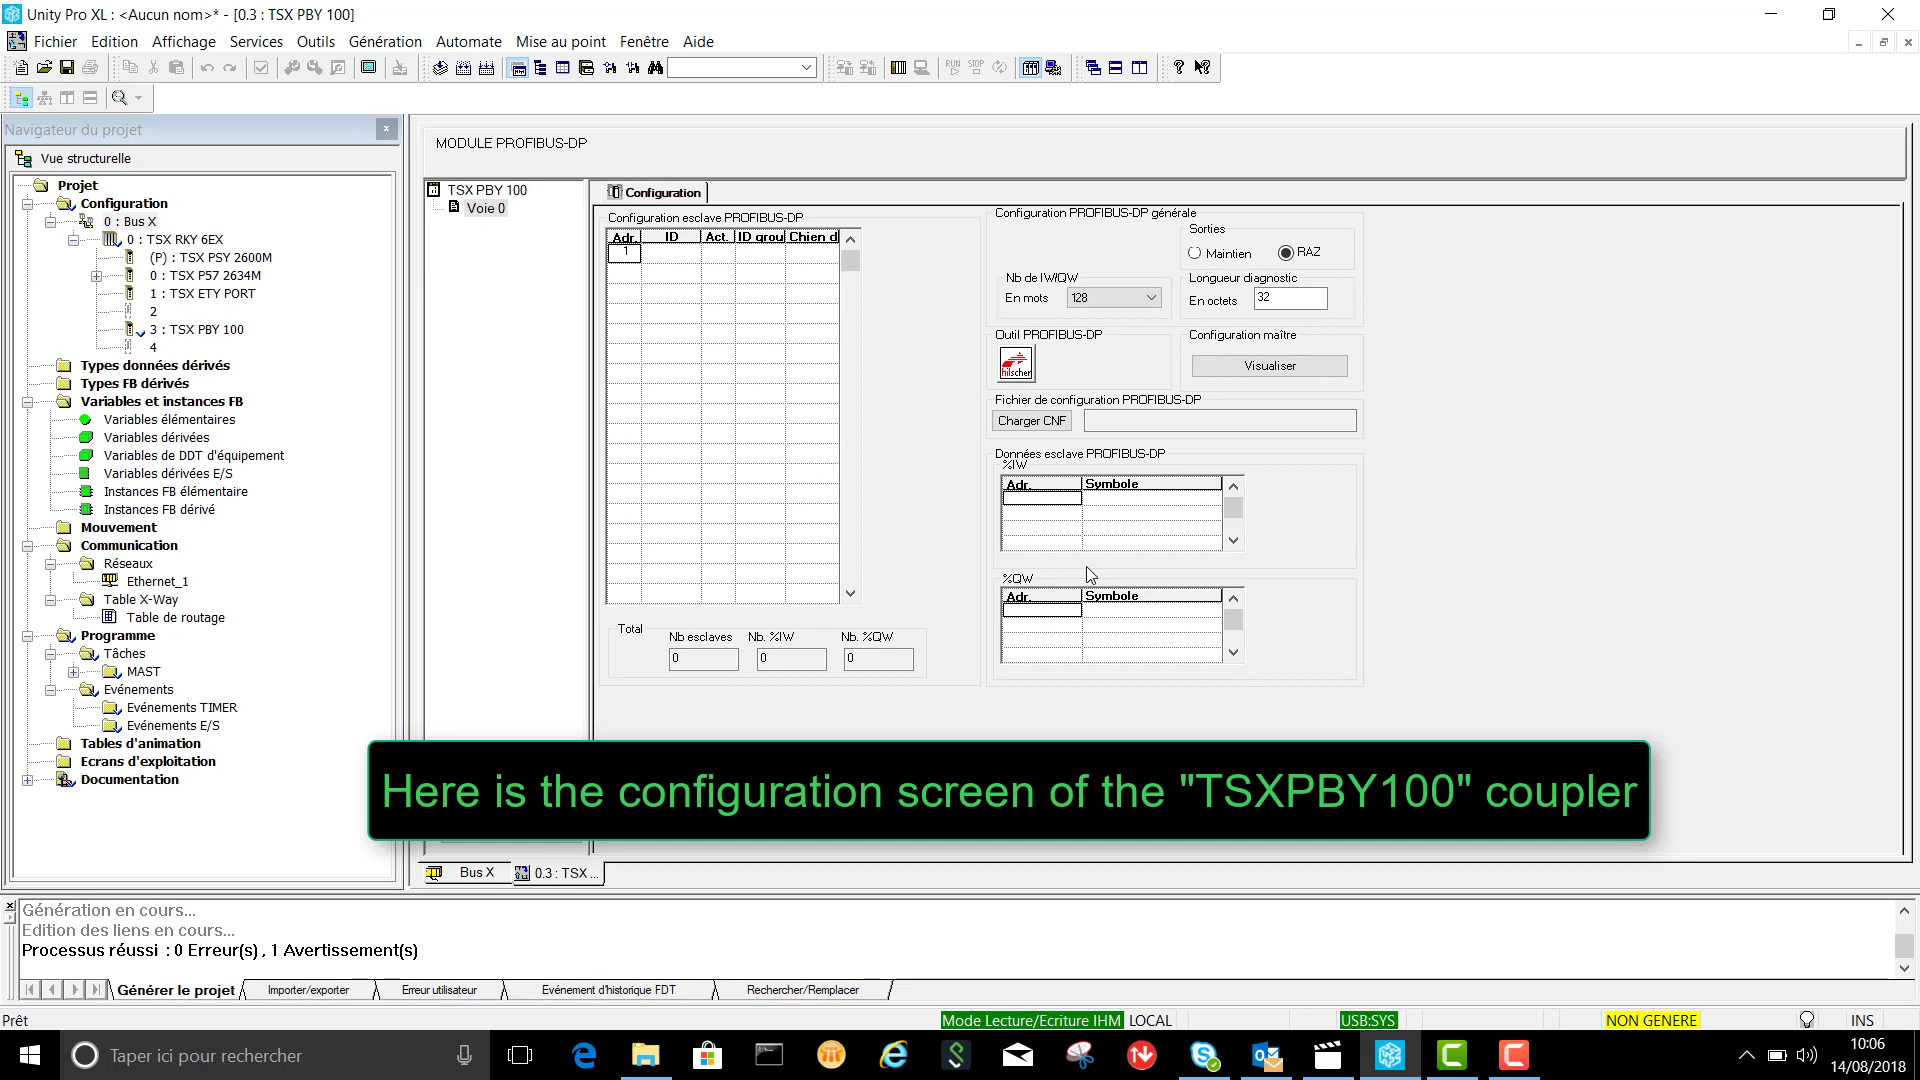 Unity Pro XL : <Aucun nom>* - [0.3 : TSX PBY 100]
Fichier Edition Affichage Services Outils Génération Automate Mise au point Fenêtre Aide
RUN STOP
Navigateur du projet
Vue structurelle
Projet
Configuration
0 : Bus X
0 : TSX RKY 6EX
(P) : TSX PSY 2600M
0 : TSX P57 2634M
1 : TSX ETY PORT
2
3 : TSX PBY 100
4
Types données dérivés
Types FB dérivés
Variables et instances FB
Variables élémentaires
Variables dérivées
Variables de DDT d'équipement
Variables dérivées E/S
Instances FB élémentaire
Instances FB dérivé
Mouvement
Communication
Réseaux
Ethernet_1
Table X-Way
Table de routage
Programme
Tâches
MAST
Evénements
Evénements TIMER
Evénements E/S
Tables d'animation
Ecrans d'exploitation
Documentation
MODULE PROFIBUS-DP
TSX PBY 100
Voie 0
Configuration
Configuration esclave PROFIBUS-DP
Adr. ID Act. ID grou Chien d
1
Total
Nb esclaves Nb. %IW Nb. %QW
0 0 0
Configuration PROFIBUS-DP générale
Sorties
Maintien RAZ
Nb de IW/QW
En mots 128
Longueur diagnostic
En octets 32
Outil PROFIBUS-DP
hilscher
Configuration maître
Visualiser
Fichier de configuration PROFIBUS-DP
Charger CNF
Données esclave PROFIBUS-DP
%IW
Adr. Symbole
%QW
Adr. Symbole
Here is the configuration screen of the "TSXPBY100" coupler
Bus X 0.3 : TSX ...
Génération en cours...
Edition des liens en cours...
Processus réussi : 0 Erreur(s) , 1 Avertissement(s)
Générer le projet Importer/exporter Erreur utilisateur Evénement d'historique FDT Rechercher/Remplacer
Prêt
Mode Lecture/Ecriture IHM LOCAL USB:SYS NON GENERE INS
Taper ici pour rechercher
10:06
14/08/2018